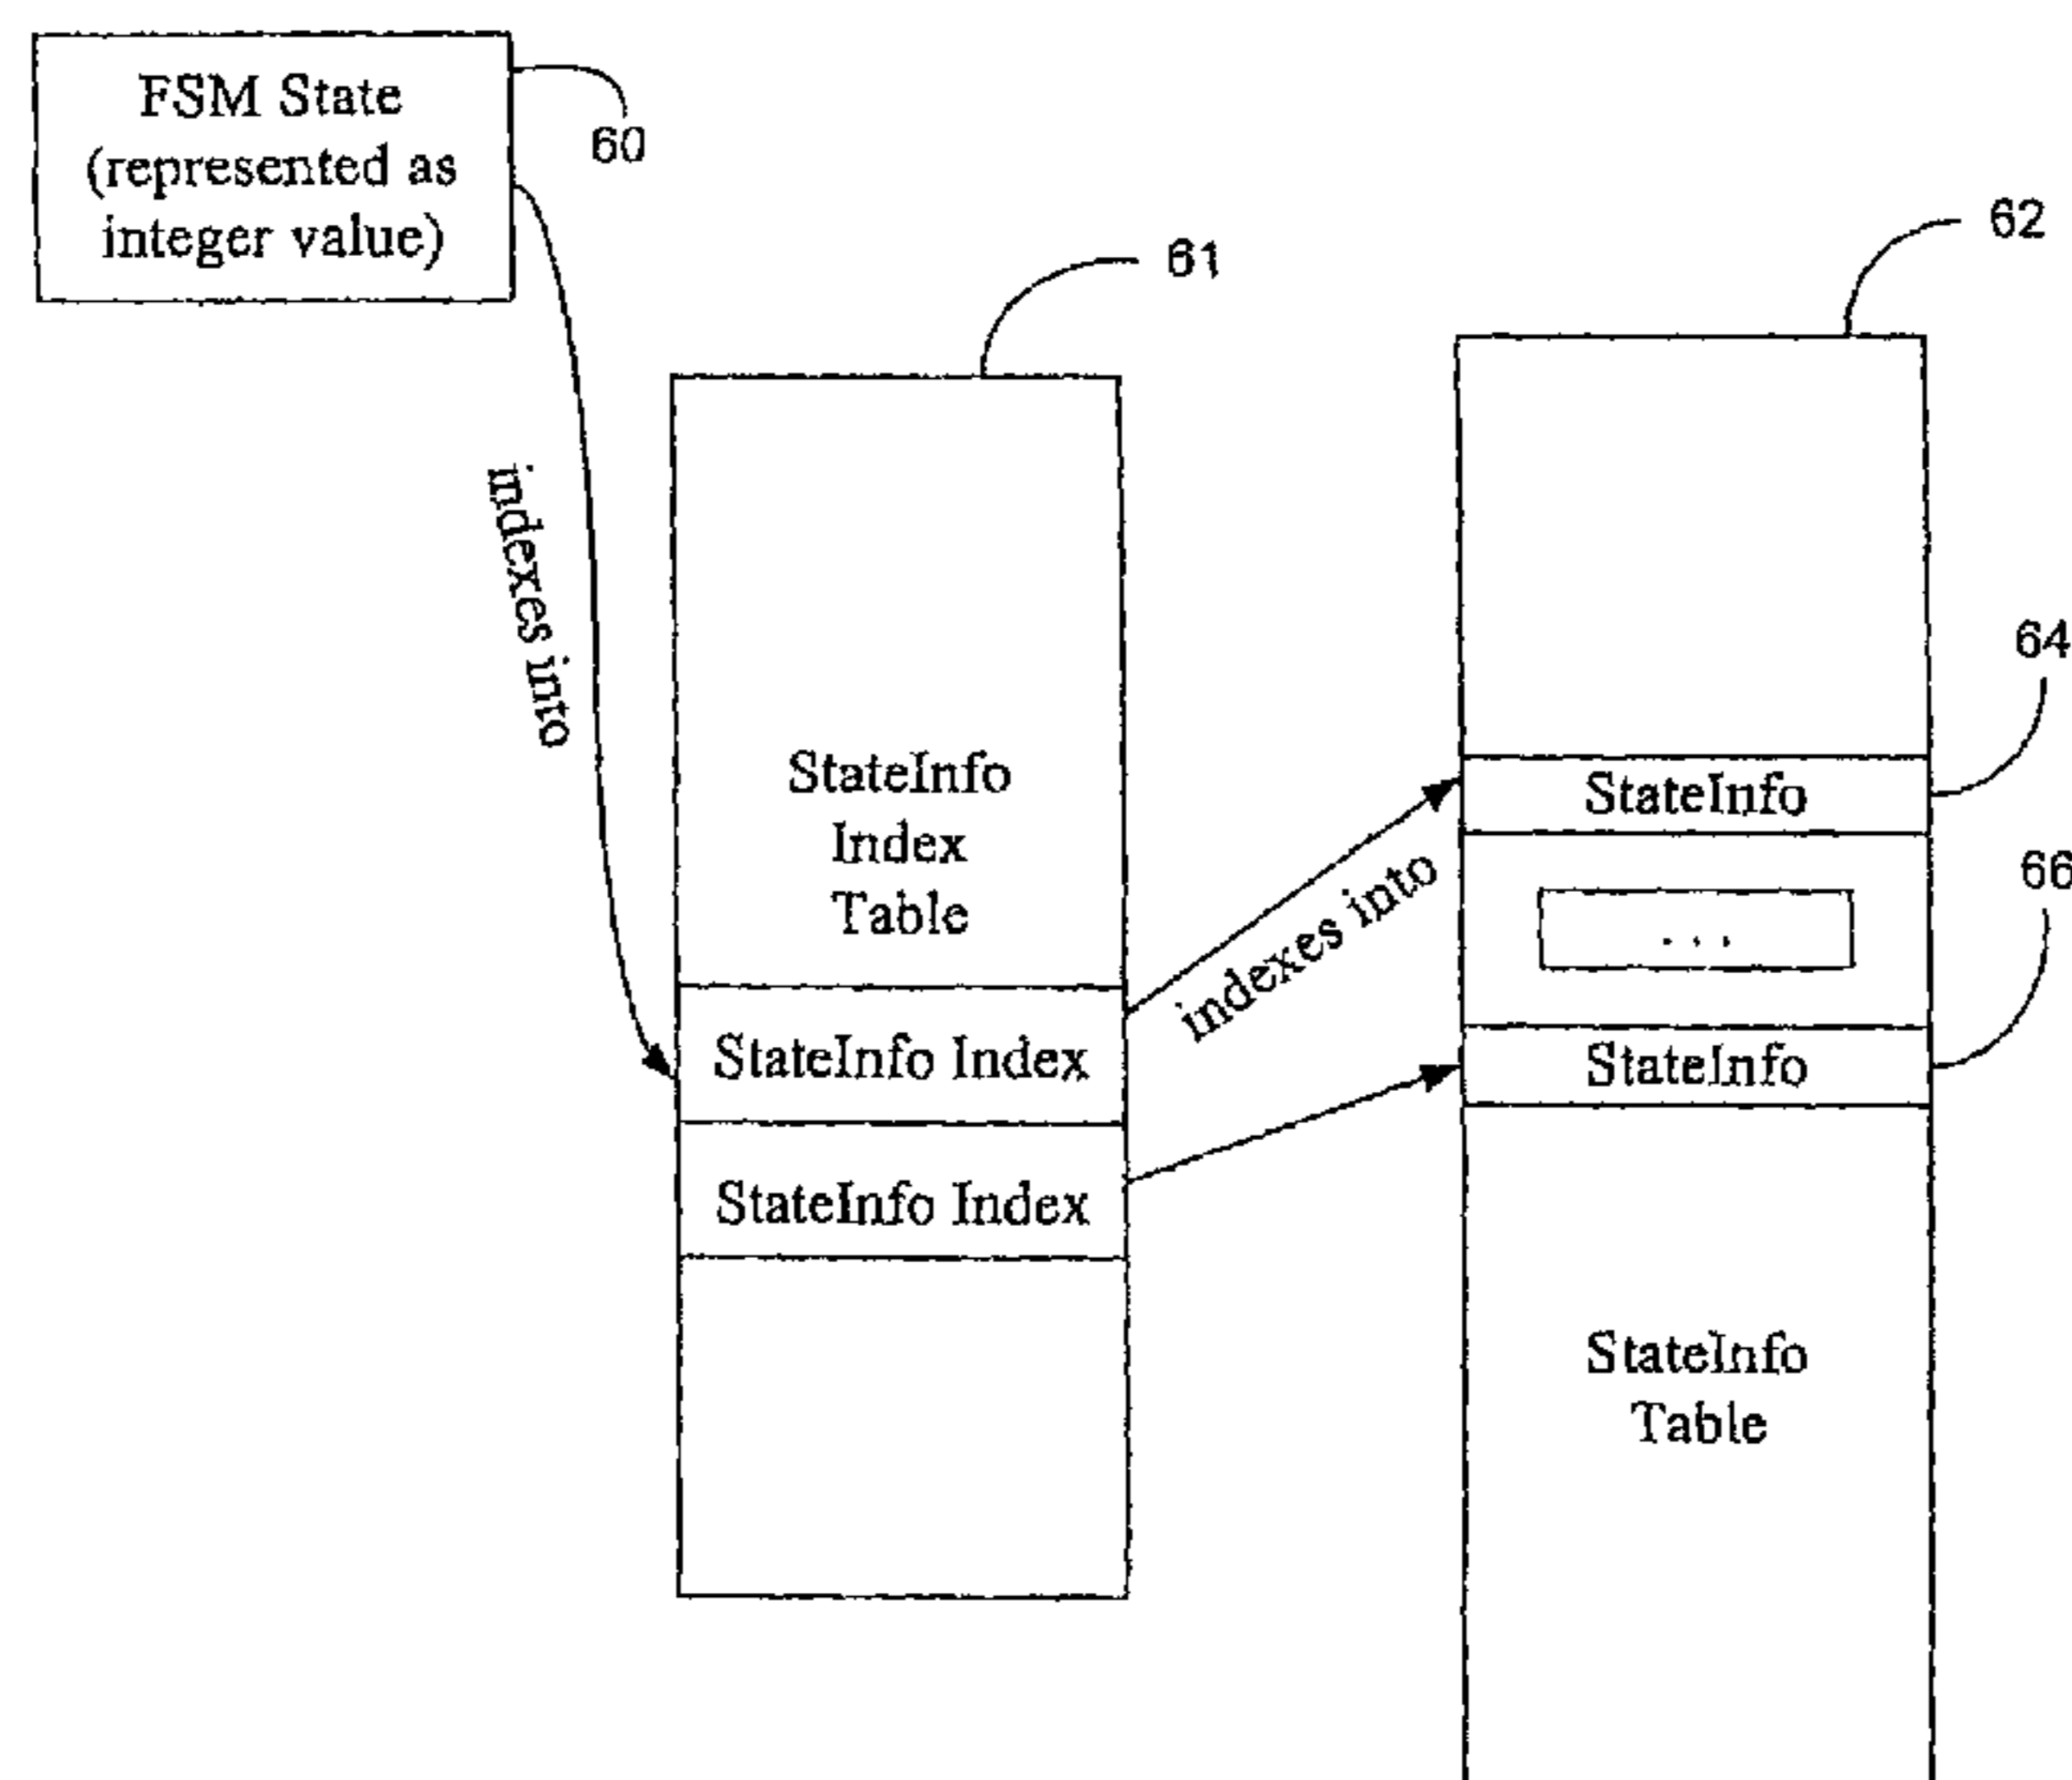 FSM State
(represented as
integer value)
60
61
62
indexes into
StateInfo
Index
Table
StateInfo Index
StateInfo Index
indexes into
64
StateInfo
66
. . .
StateInfo
StateInfo
Table